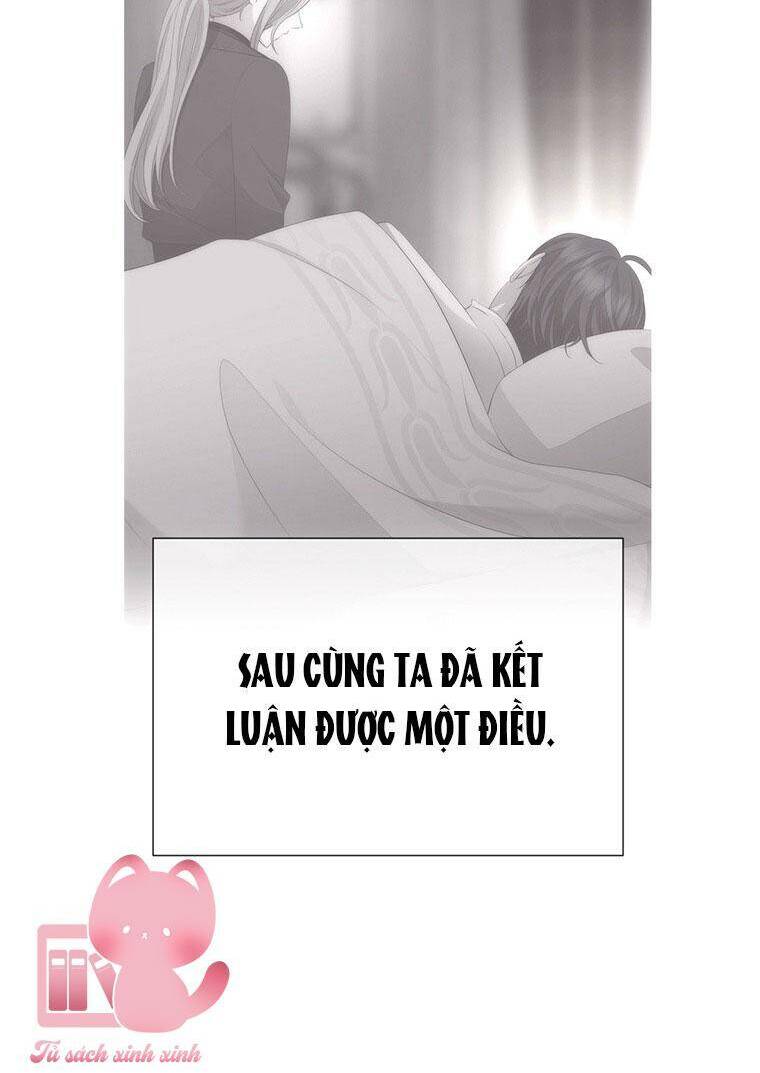 SAU CÙNG TA ĐÃ KẾT
LUẬN ĐƯỢC MỘT ĐIỀU.
Tủ sách xinh xinh